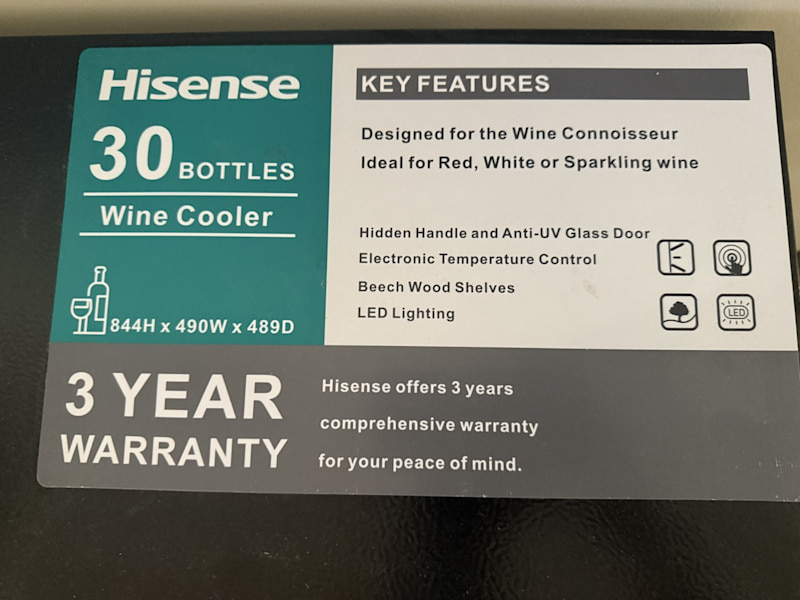 Hisense
30 BOTTLES
Wine Cooler
844H x 490W x 489D
KEY FEATURES
Designed for the Wine Connoisseur
Ideal for Red, White or Sparkling wine
Hidden Handle and Anti-UV Glass Door
Electronic Temperature Control
Beech Wood Shelves
LED Lighting
LED
3 YEAR
WARRANTY
Hisense offers 3 years
comprehensive warranty
for your peace of mind.